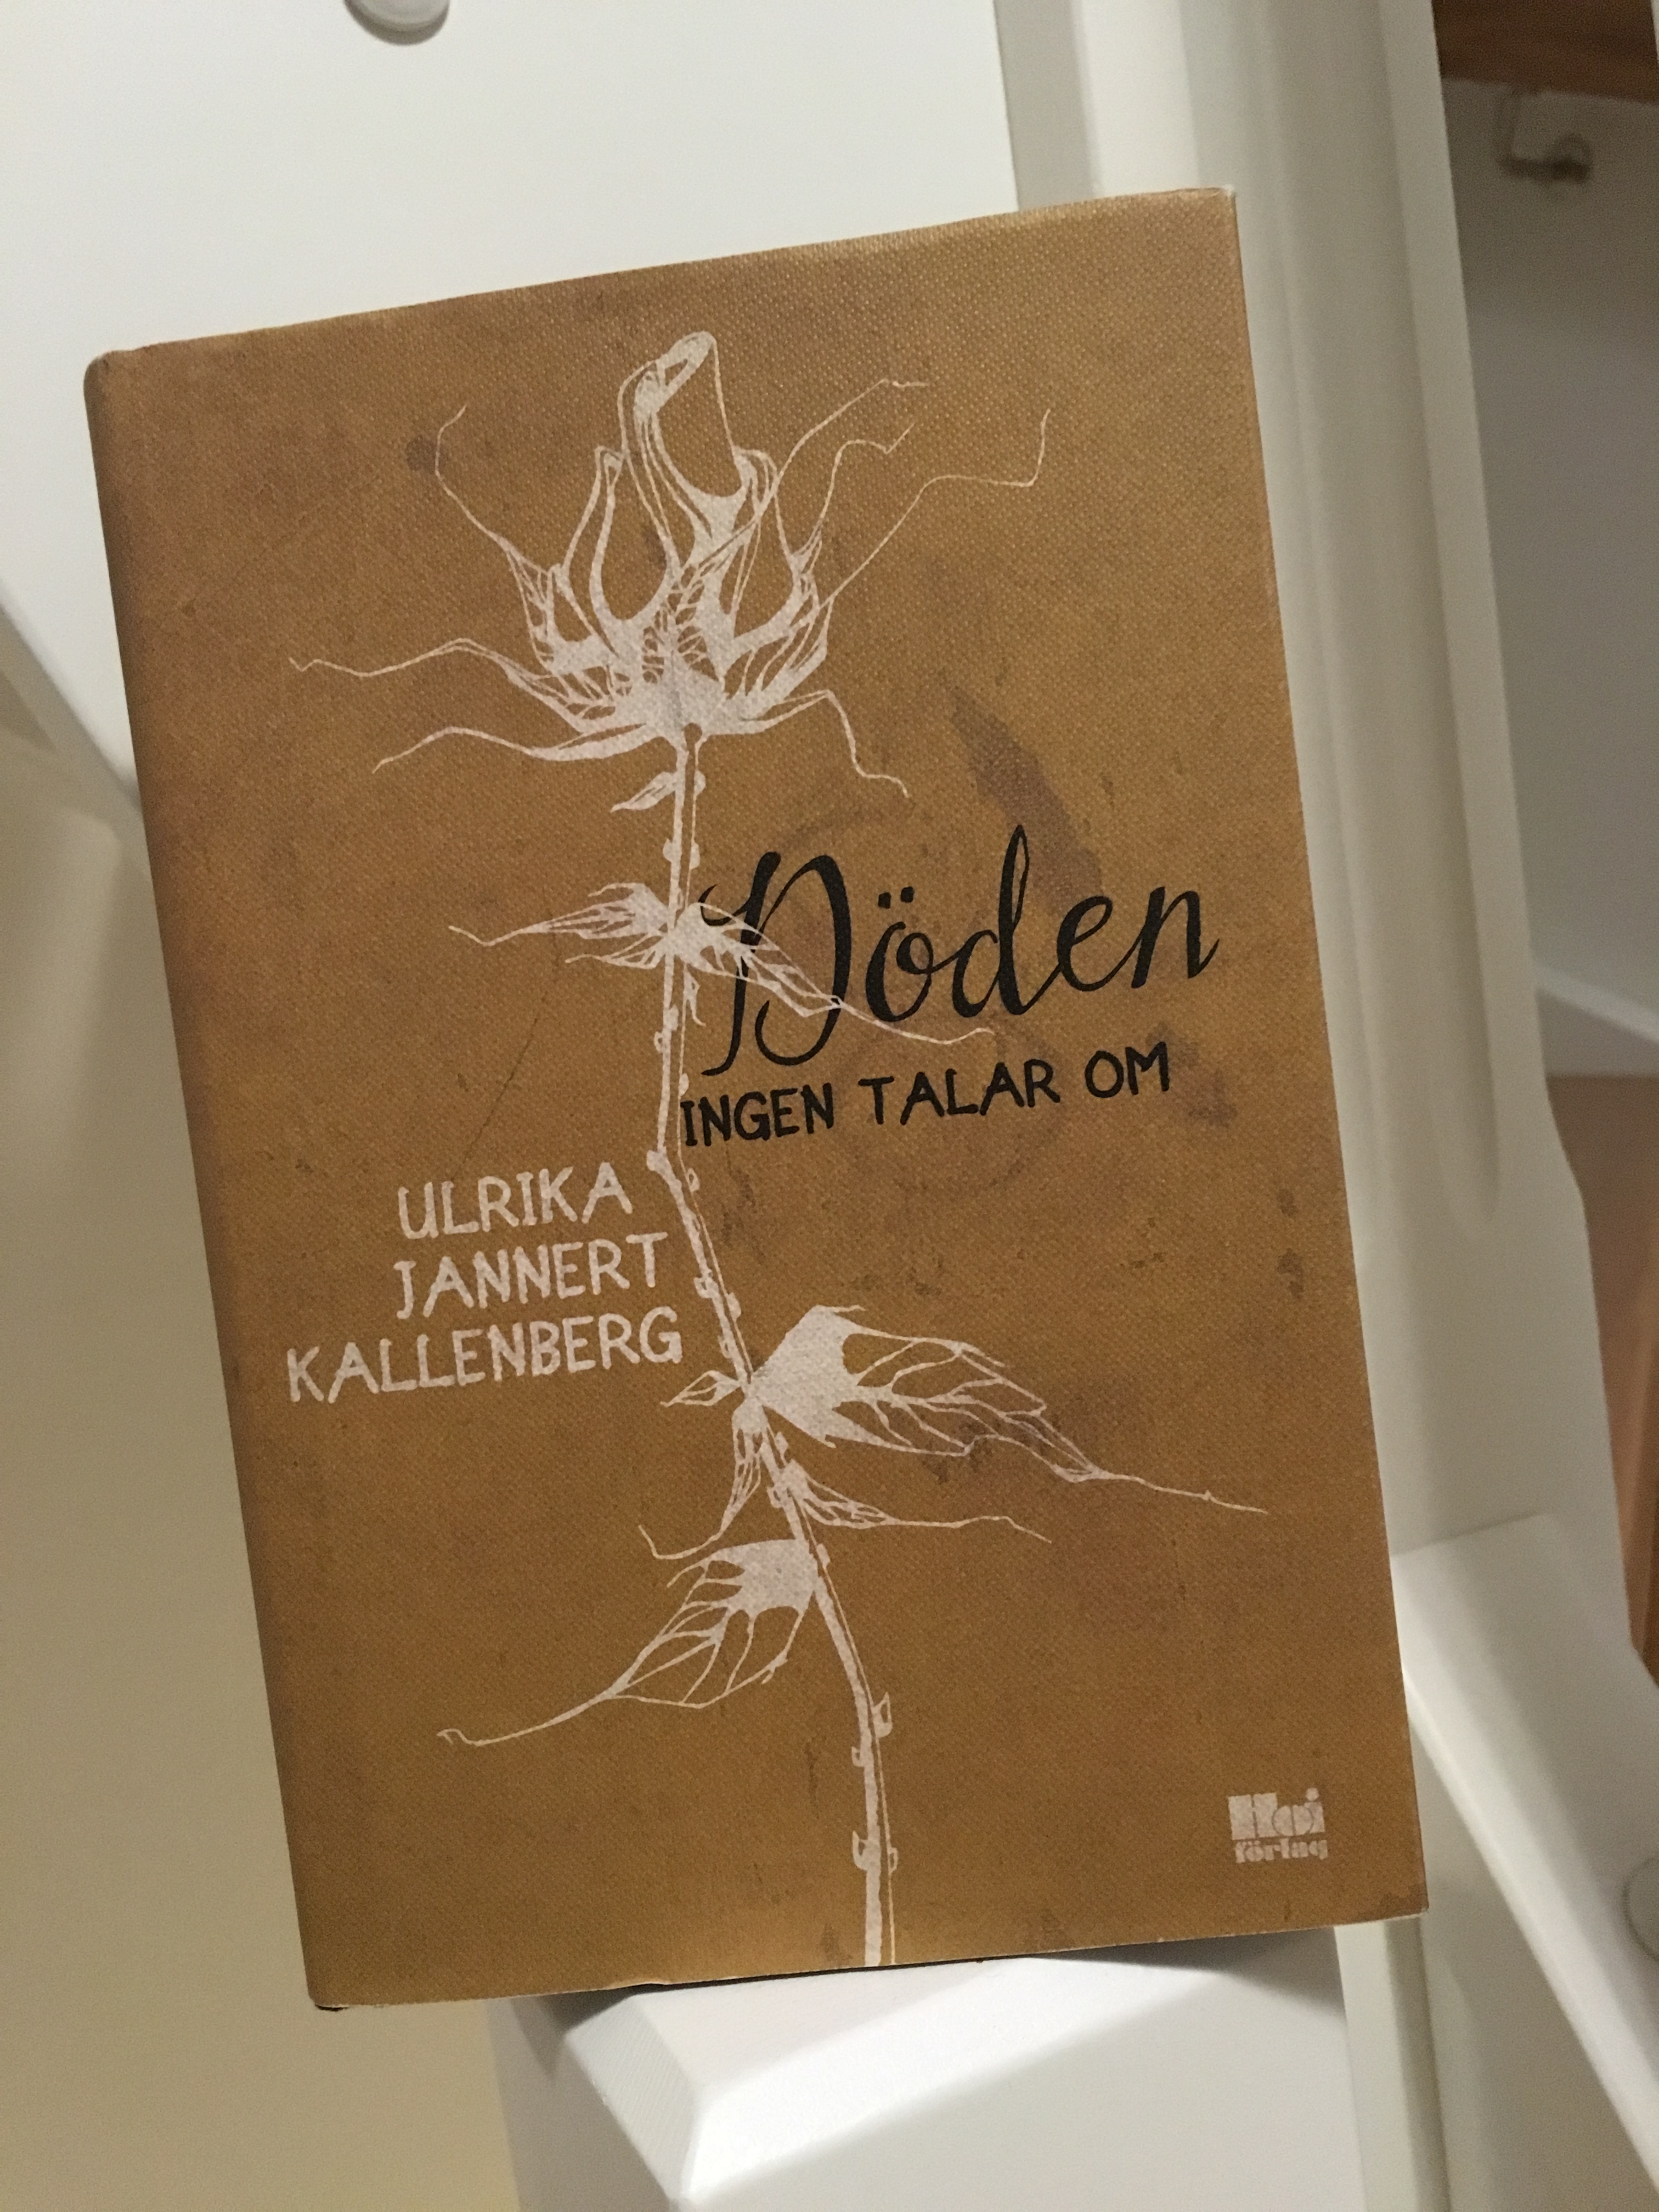 Döden
INGEN TALAR OM
ULRIKA
JANNERT
KALLENBERG
Hoi
förlag